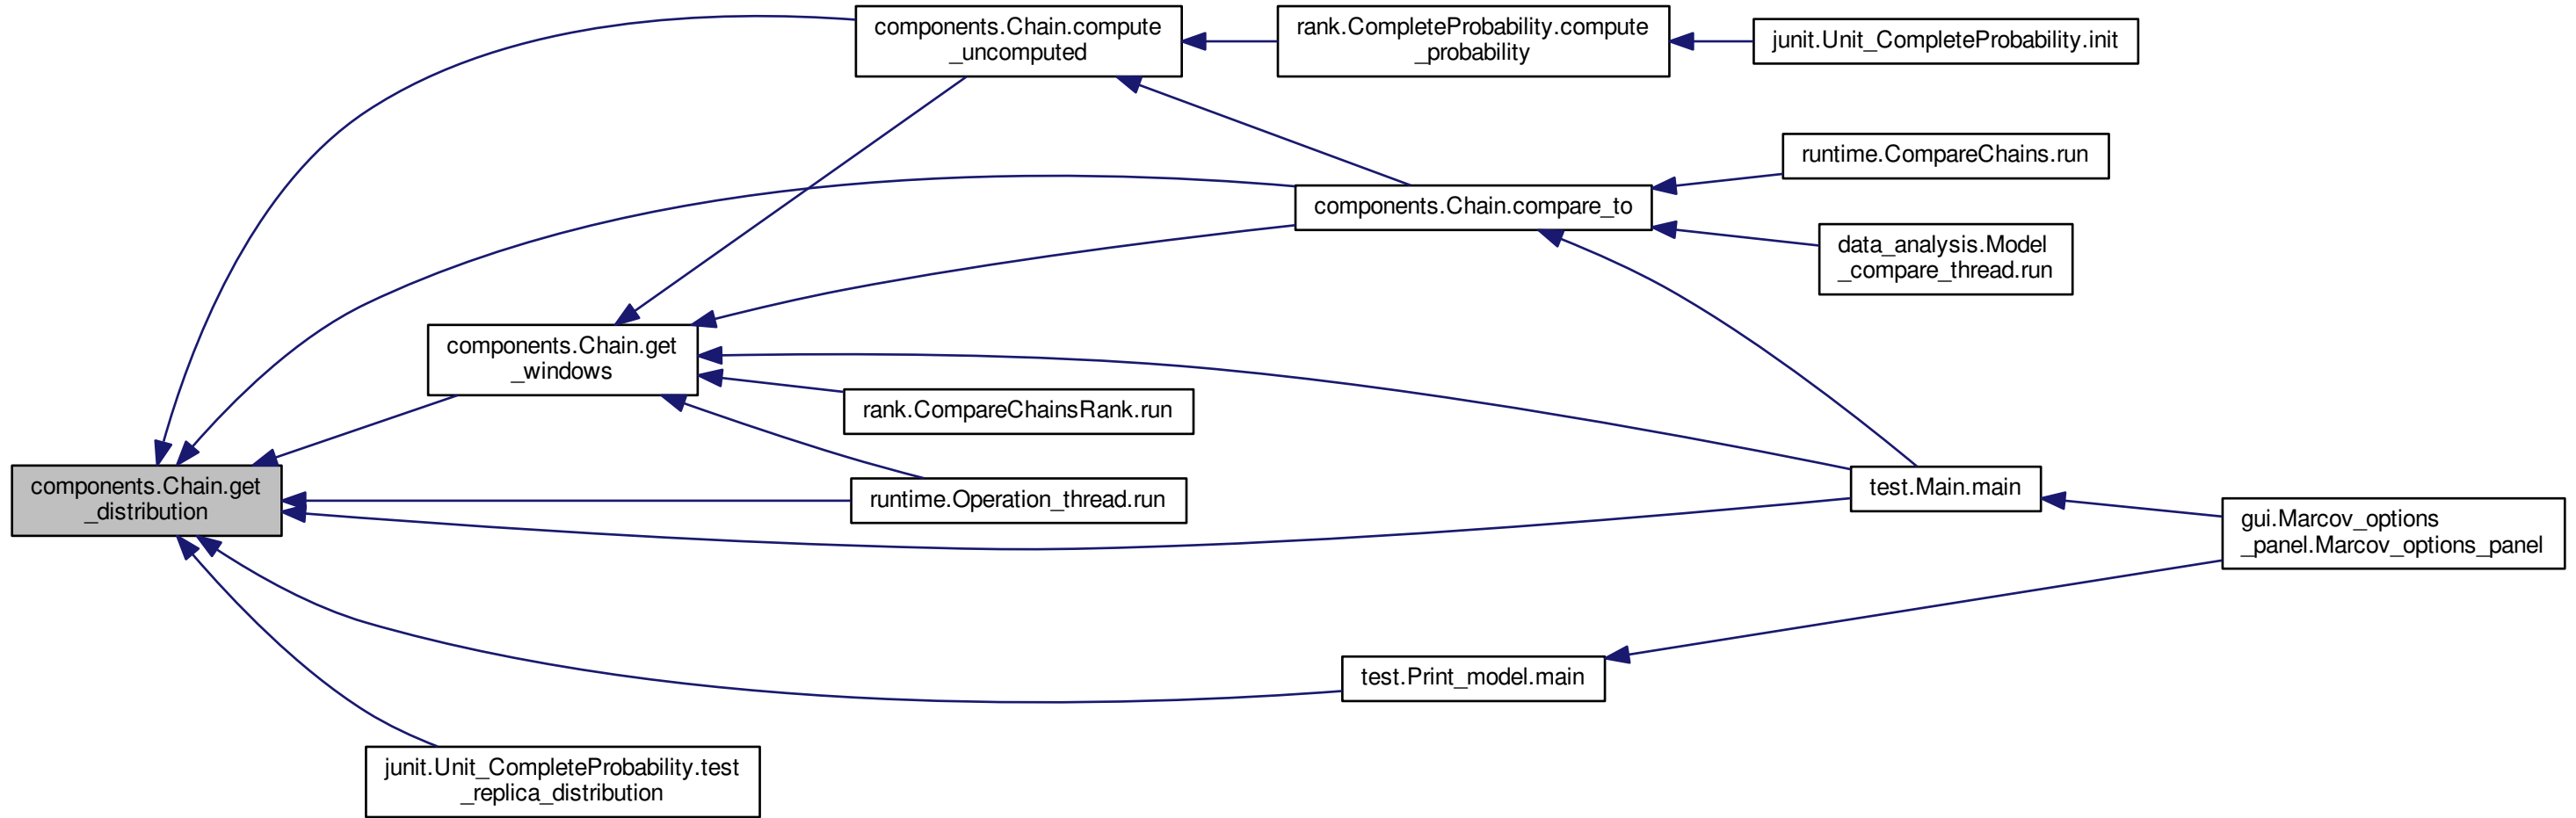 components.Chain.compute
_uncomputed
rank.CompleteProbability.compute
_probability
junit.Unit_CompleteProbability.init
runtime.CompareChains.run
components.Chain.compare_to
data_analysis.Model
_compare_thread.run
components.Chain.get
_windows
rank.CompareChainsRank.run
components.Chain.get
_distribution
runtime.Operation_thread.run
test.Main.main
gui.Marcov_options
_panel.Marcov_options_panel
test.Print_model.main
junit.Unit_CompleteProbability.test
_replica_distribution